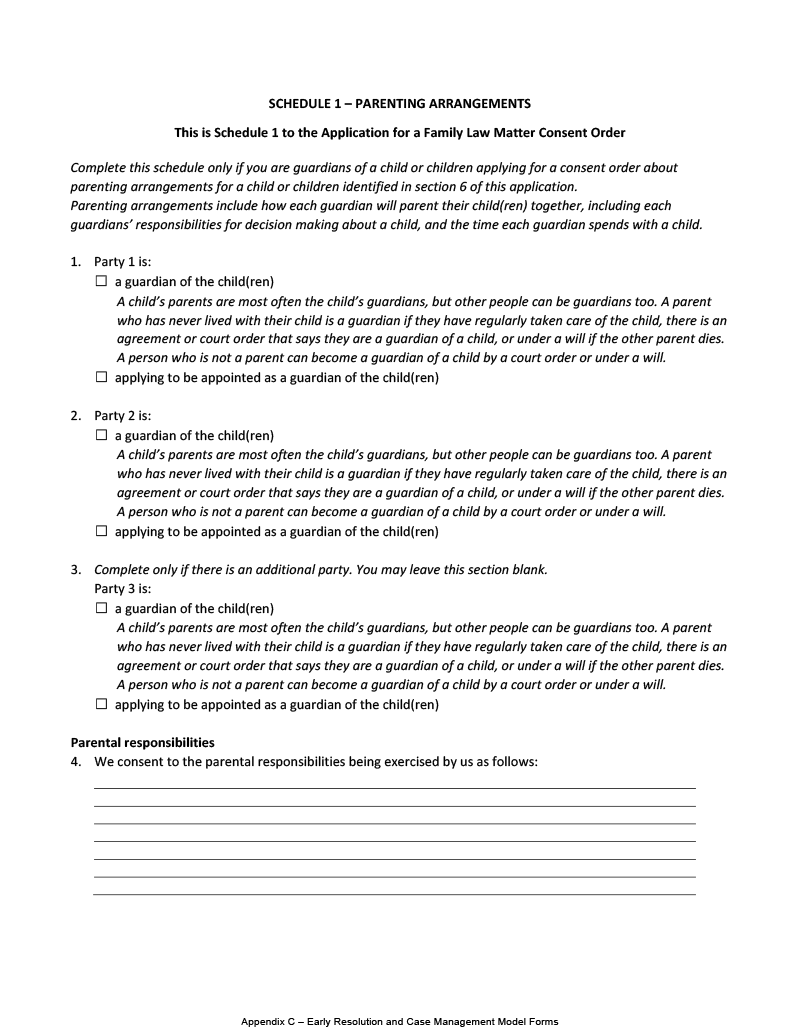 SCHEDULE 1 – PARENTING ARRANGEMENTS
This is Schedule 1 to the Application for a Family Law Matter Consent Order
Complete this schedule only if you are guardians of a child or children applying for a consent order about
parenting arrangements for a child or children identified in section 6 of this application.
Parenting arrangements include how each guardian will parent their child(ren) together, including each
guardians’ responsibilities for decision making about a child, and the time each guardian spends with a child.
1. Party 1 is:
☐ a guardian of the child(ren)
A child’s parents are most often the child’s guardians, but other people can be guardians too. A parent
who has never lived with their child is a guardian if they have regularly taken care of the child, there is an
agreement or court order that says they are a guardian of a child, or under a will if the other parent dies.
A person who is not a parent can become a guardian of a child by a court order or under a will.
☐ applying to be appointed as a guardian of the child(ren)
2. Party 2 is:
☐ a guardian of the child(ren)
A child’s parents are most often the child’s guardians, but other people can be guardians too. A parent
who has never lived with their child is a guardian if they have regularly taken care of the child, there is an
agreement or court order that says they are a guardian of a child, or under a will if the other parent dies.
A person who is not a parent can become a guardian of a child by a court order or under a will.
☐ applying to be appointed as a guardian of the child(ren)
3. Complete only if there is an additional party. You may leave this section blank.
Party 3 is:
☐ a guardian of the child(ren)
A child’s parents are most often the child’s guardians, but other people can be guardians too. A parent
who has never lived with their child is a guardian if they have regularly taken care of the child, there is an
agreement or court order that says they are a guardian of a child, or under a will if the other parent dies.
A person who is not a parent can become a guardian of a child by a court order or under a will.
☐ applying to be appointed as a guardian of the child(ren)
Parental responsibilities
4. We consent to the parental responsibilities being exercised by us as follows:
Appendix C – Early Resolution and Case Management Model Forms